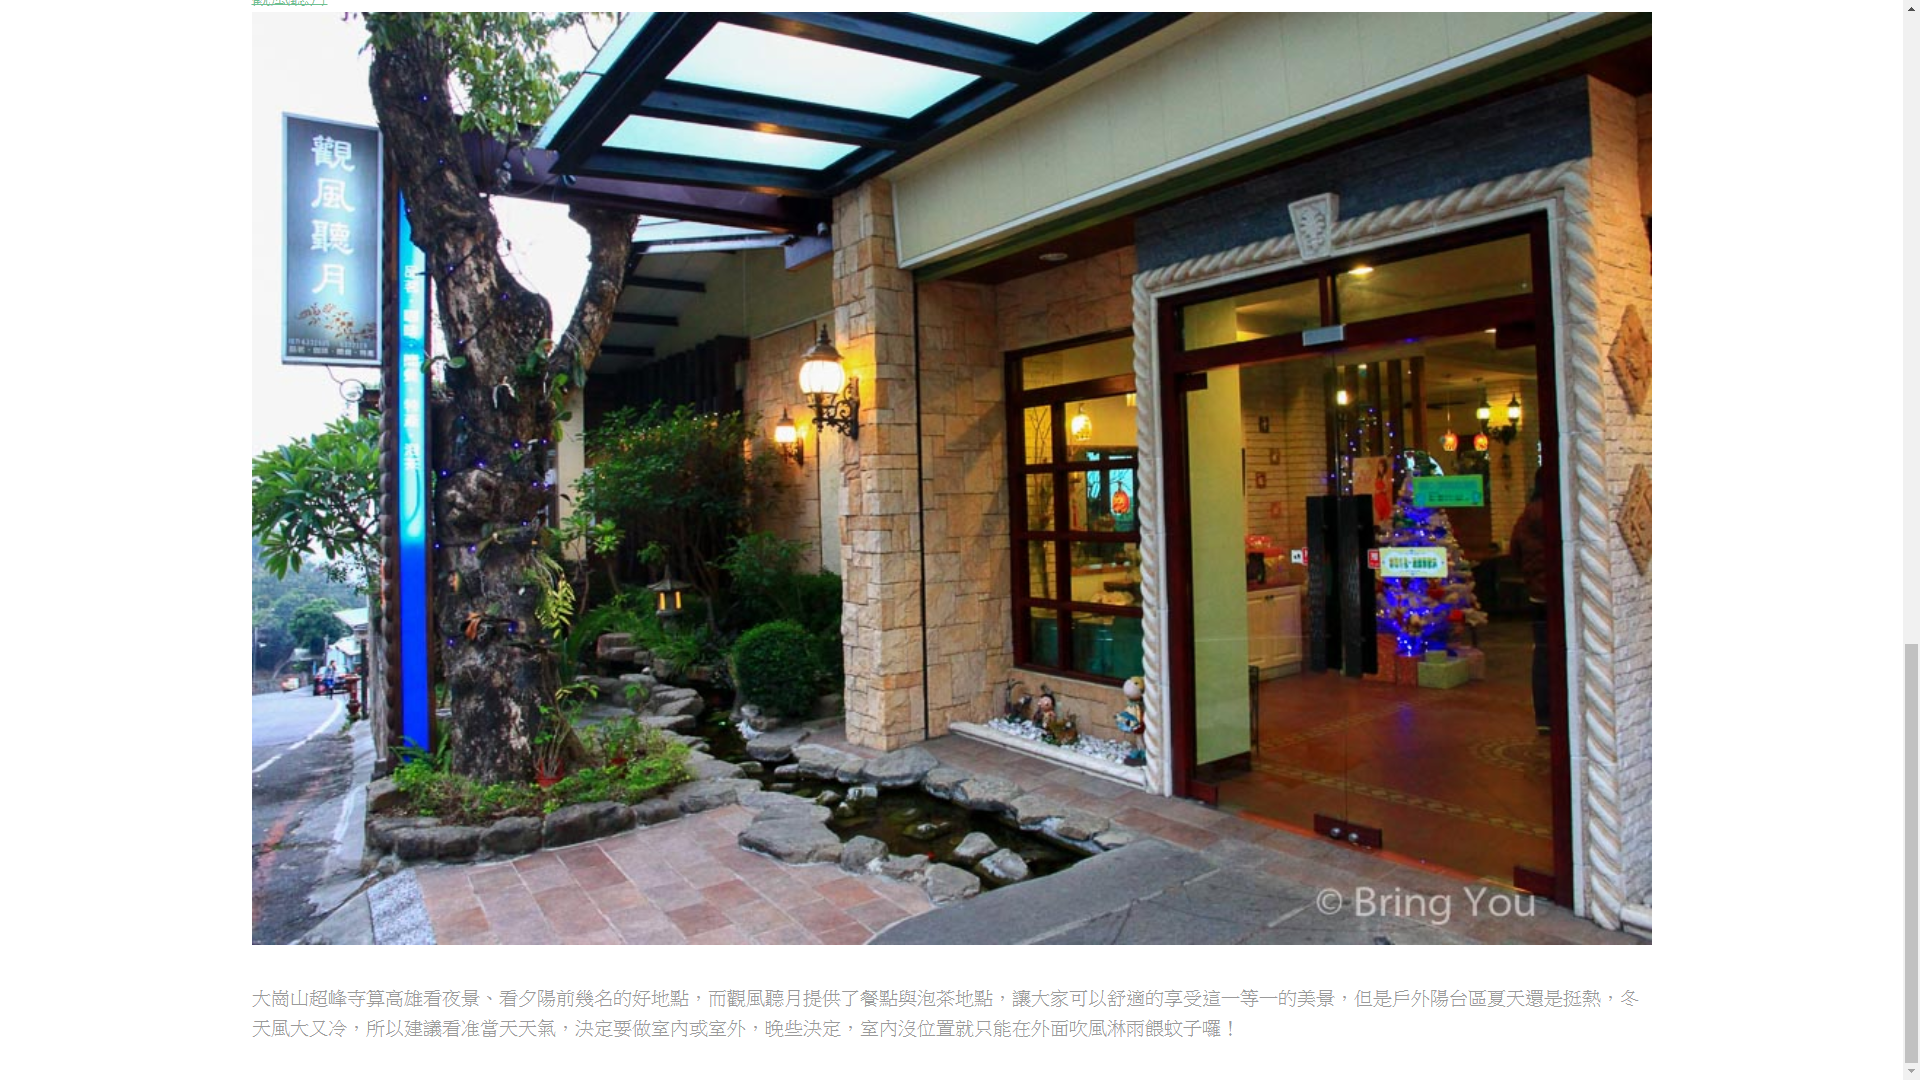 觀風聽月
觀
風
聽
月
© Bring You
大崗山超峰寺算高雄看夜景、看夕陽前幾名的好地點，而觀風聽月提供了餐點與泡茶地點，讓大家可以舒適的享受這一等一的美景，但是戶外陽台區夏天還是挺熱，冬
天風大又冷，所以建議看准當天天氣，決定要做室內或室外，晚些決定，室內沒位置就只能在外面吹風淋雨餵蚊子囉！